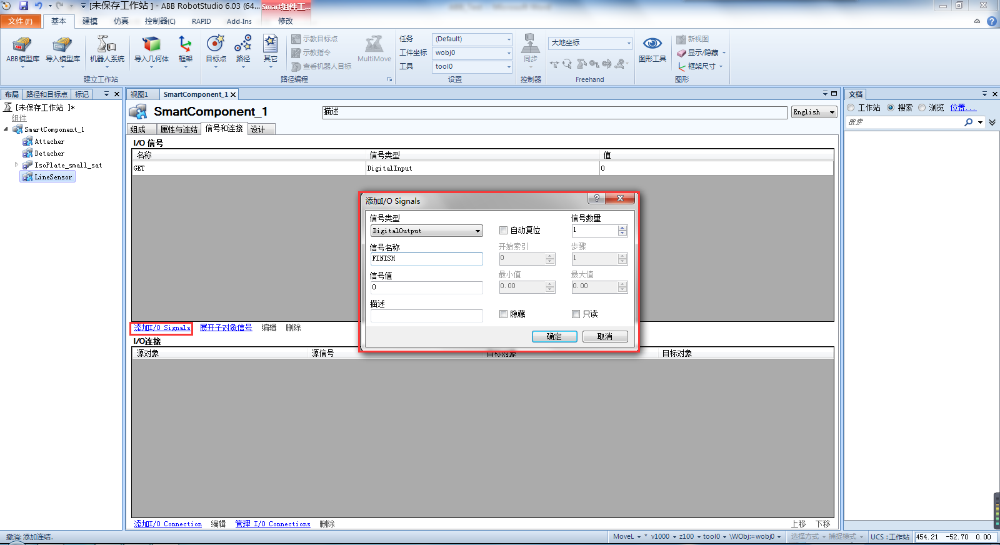 [未保存工作站 ] - ABB RobotStudio 6.03 (64...
Smart组件工...
文件 (F) 基本 建模 仿真 控制器(C) RAPID Add-Ins 修改
ABB模型库 导入模型库 机器人系统 导入几何体 框架 目标点 路径 其它
示教目标点
示教指令
查看机器人目标
MultiMove
任务 (Default)
工件坐标 wobj0
工具 tool0
同步
大地坐标
图形工具
新视图
显示/隐藏
框架尺寸
建立工作站 路径编程 设置 控制器 Freehand 图形
布局 路径和目标点 标记
[未保存工作站 ]*
组件
SmartComponent_1
Attacher
Detacher
IsoPlate_small_sat
LineSensor
视图1 SmartComponent_1
SmartComponent_1 描述 English
组成 属性与连结 信号和连接 设计
I/O 信号
名称 信号类型 值
GET DigitalInput 0
添加I/O Signals
信号类型
DigitalOutput
自动复位
信号数量
1
信号名称
FINISH
开始索引
0
步骤
1
信号值
0
最小值
0.00
最大值
0.00
描述
隐藏
只读
确定 取消
添加I/O Signals 展开子对象信号 编辑 删除
I/O连接
源对象 源信号 目标对象 目标对象
添加I/O Connection 编辑 管理 I/O Connections 删除 上移 下移
文档
工作站 搜索 浏览 位置...
搜索
撤消:添加连结.
MoveL * v1000 z100 tool0 \WObj:=wobj0 选择方式 捕捉模式 UCS : 工作站 454.21 -52.70 0.00